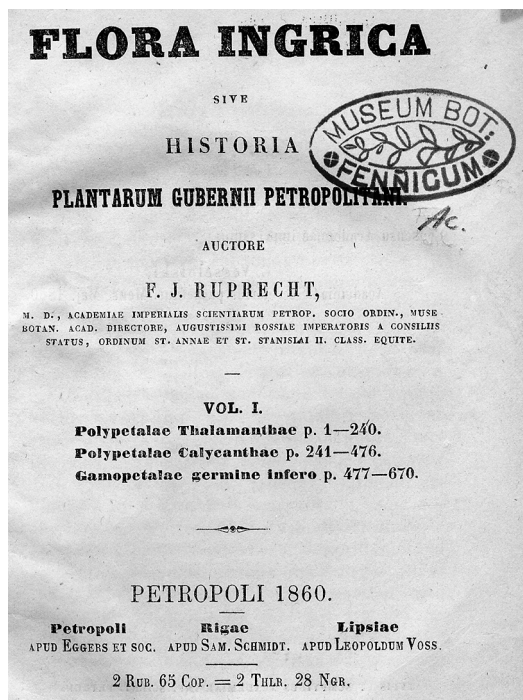 FLORA INGRICA
SIVE
HISTORIA
MUSEUM BOT:
FENNICUM
PLANTARUM GUBERNII PETROPOLITANI.
Ac.
AUCTORE
F. J. RUPRECHT,
M. D., ACADEMIAE IMPERIALIS SCIENTIARUM PETROP. SOCIO ORDIN., MUSE
BOTAN. ACAD. DIRECTORE, AUGUSTISSIMI ROSSIAE IMPERATORIS A CONSILIIS
STATUS, ORDINUM ST. ANNAE ET ST. STANISLAI II. CLASS. EQUITE.
VOL. I.
Polypetalae Thalamanthae p. 1—240.
Polypetalae Calycanthae p. 241—476.
Gamopetalae germine infero p. 477—670.
PETROPOLI 1860.
Petropoli Rigae Lipsiae
APUD EGGERS ET SOC. APUD SAM. SCHMIDT. APUD LEOPOLDUM VOSS.
2 RUB. 65 COP. = 2 THLR. 28 NGR.